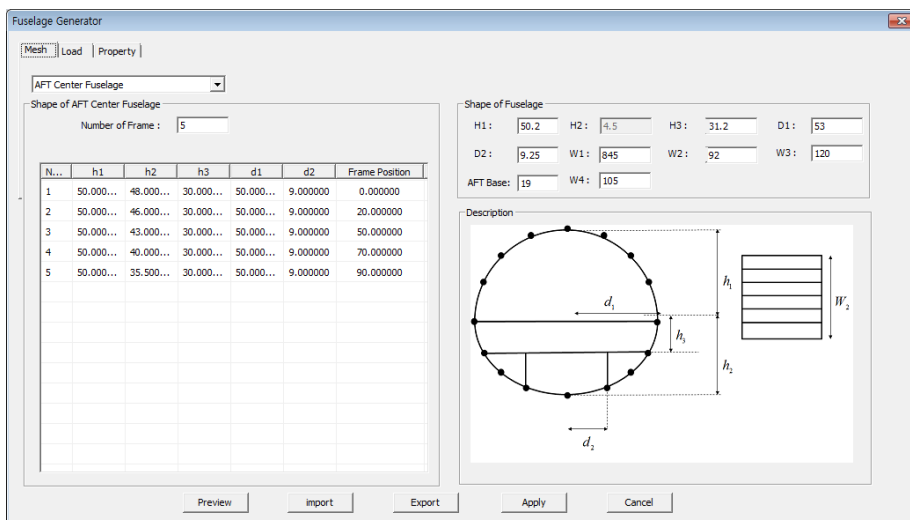 Fuselage Generator
Mesh Load Property
AFT Center Fuselage
Shape of AFT Center Fuselage
Number of Frame : 5
N... h1 h2 h3 d1 d2 Frame Position
1 50.000... 48.000... 30.000... 50.000... 9.000000 0.000000
2 50.000... 46.000... 30.000... 50.000... 9.000000 20.000000
3 50.000... 43.000... 30.000... 50.000... 9.000000 50.000000
4 50.000... 40.000... 30.000... 50.000... 9.000000 70.000000
5 50.000... 35.500... 30.000... 50.000... 9.000000 90.000000
Shape of Fuselage
H1 : 50.2 H2 : 4.5 H3 : 31.2 D1 : 53
D2 : 9.25 W1 : 845 W2 : 92 W3 : 120
AFT Base: 19 W4 : 105
Description
h1
d1
W2
h3
h2
d2
Preview import Export Apply Cancel